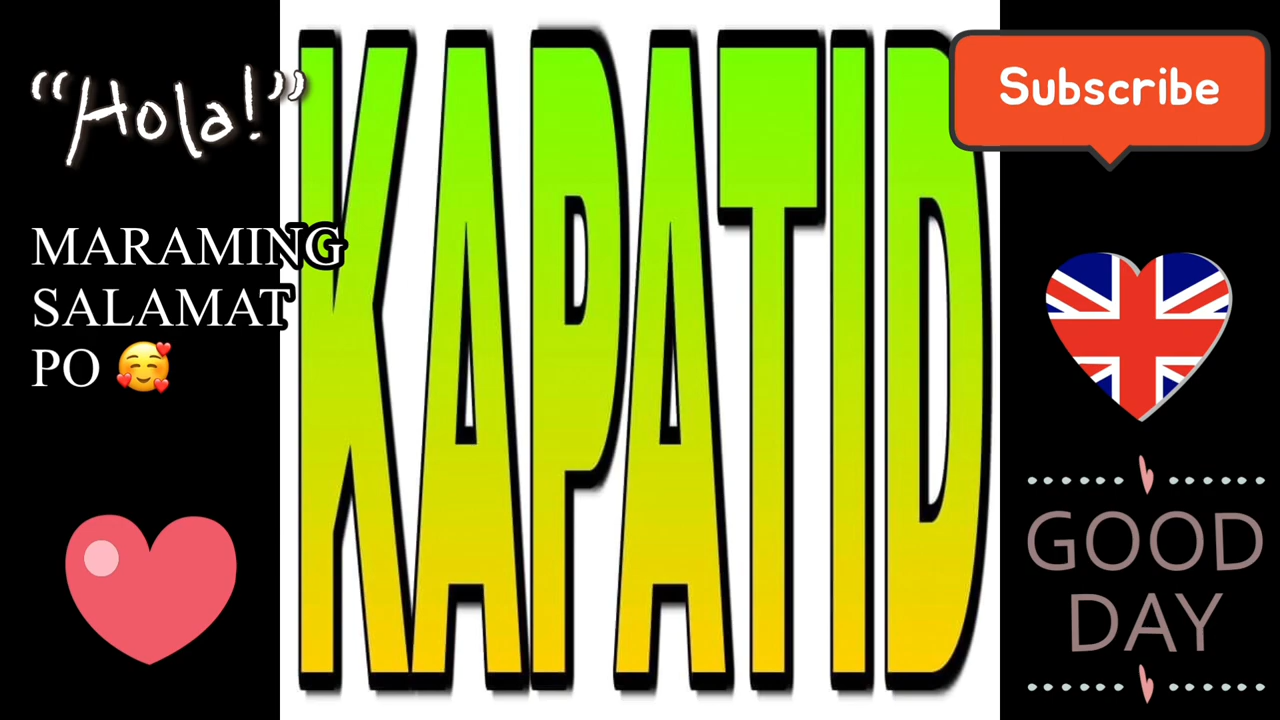 “Hola!”
MARAMING
SALAMAT
PO 🥰
KAPATID
Subscribe
GOOD
DAY